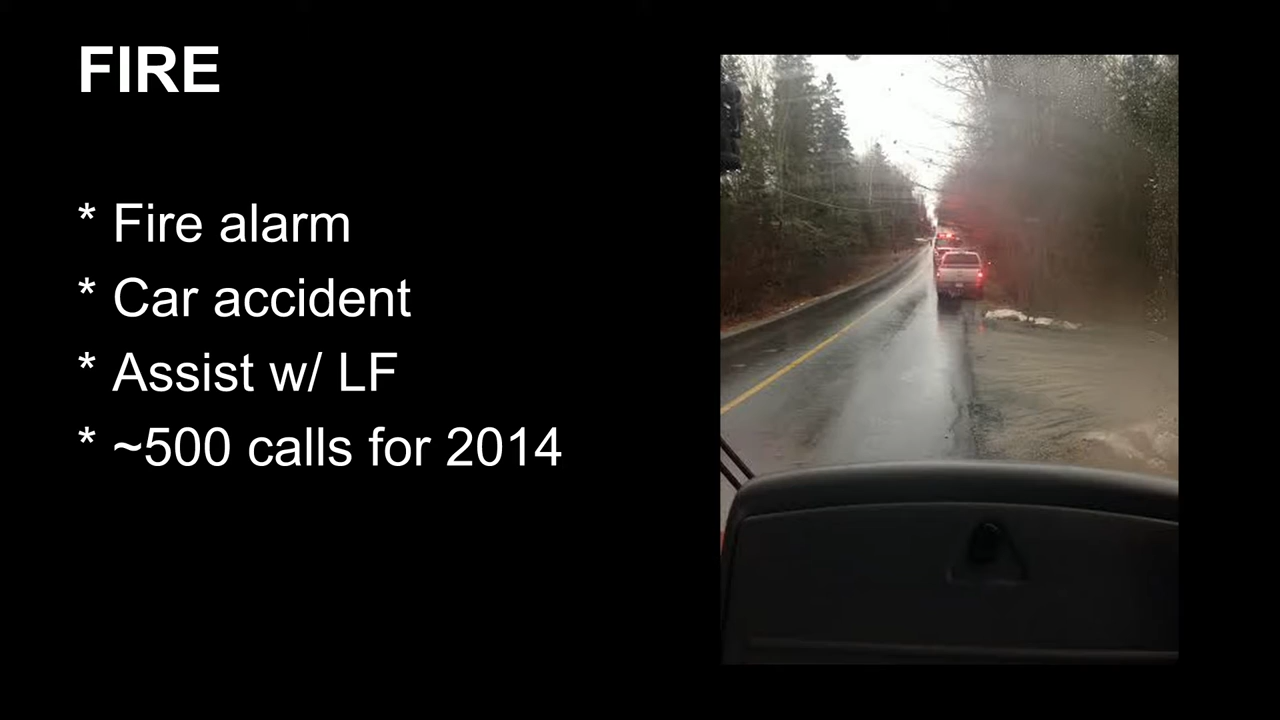 FIRE
* Fire alarm
* Car accident
* Assist w/ LF
* ~500 calls for 2014